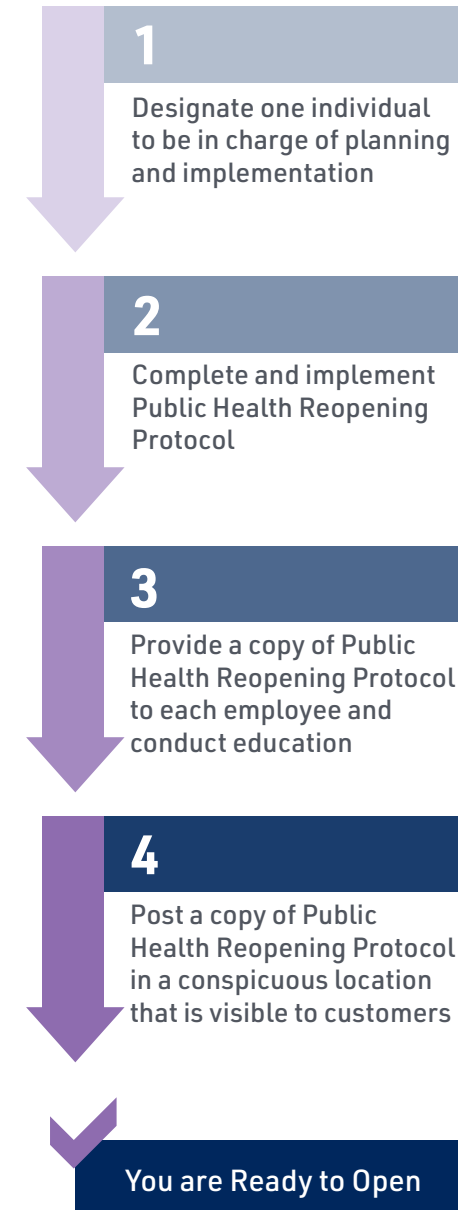 1
Designate one individual
to be in charge of planning
and implementation
2
Complete and implement
Public Health Reopening
Protocol
3
Provide a copy of Public
Health Reopening Protocol
to each employee and
conduct education
4
Post a copy of Public
Health Reopening Protocol
in a conspicuous location
that is visible to customers
You are Ready to Open